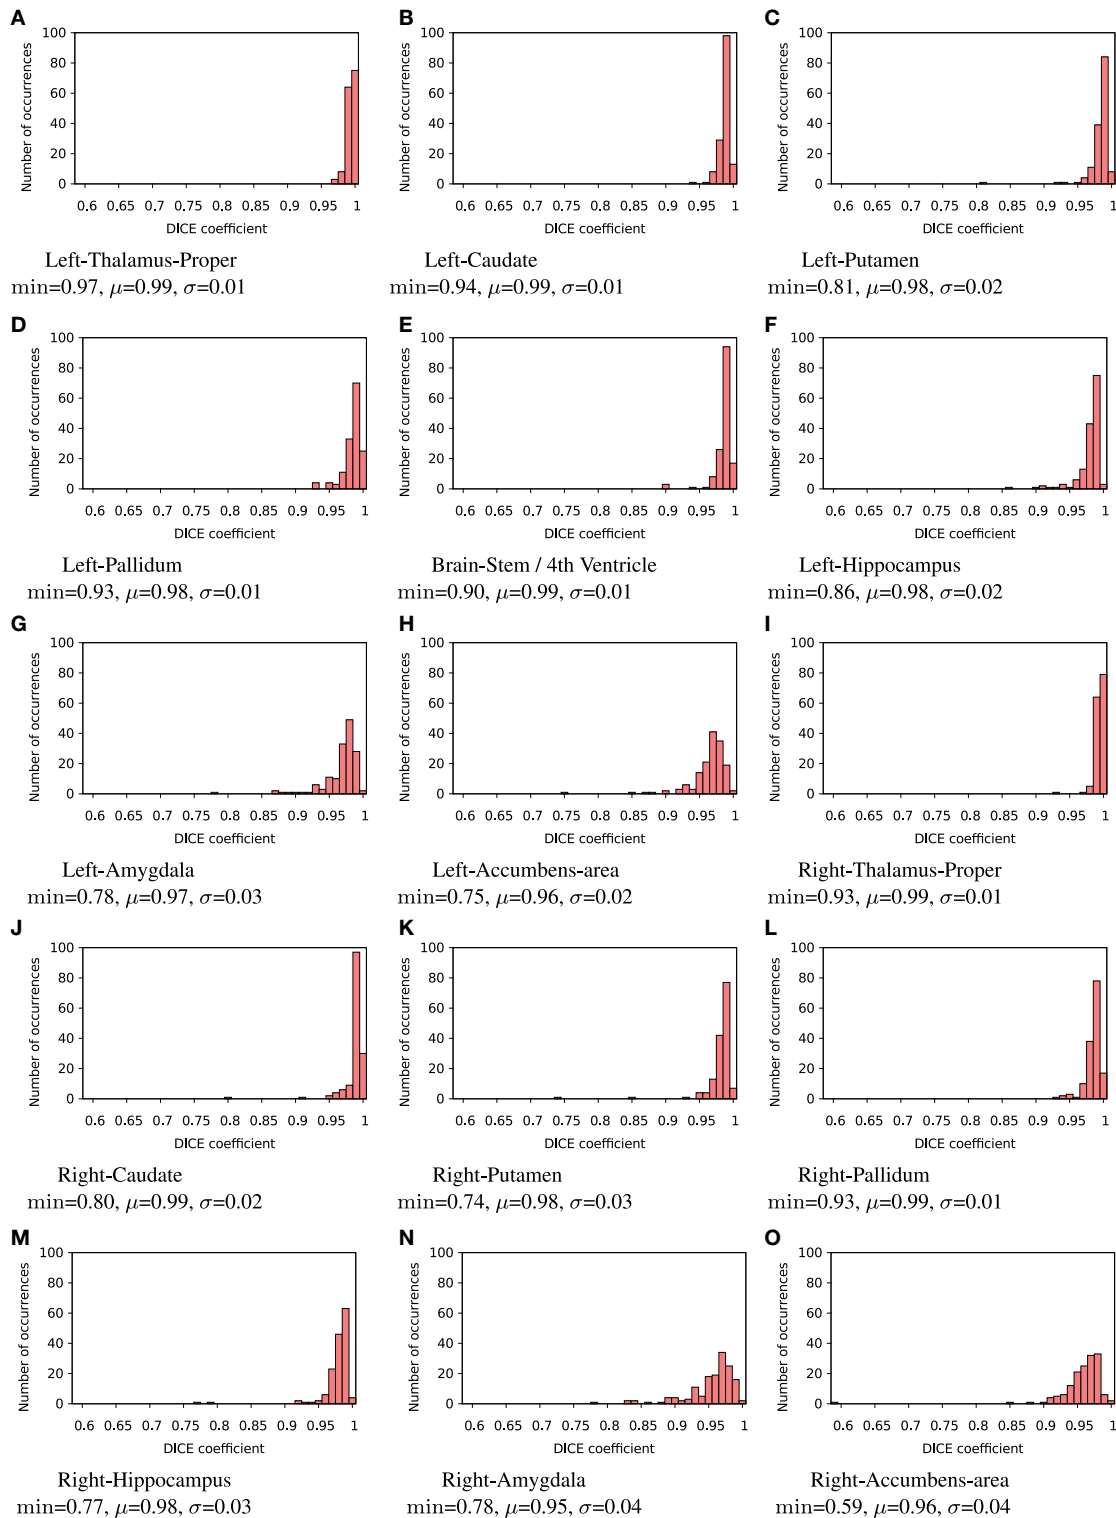 A
Number of occurrences
100
80
60
40
20
0
0.6 0.65 0.7 0.75 0.8 0.85 0.9 0.95 1
DICE coefficient
Left-Thalamus-Proper
min=0.97, μ=0.99, σ=0.01
B
Number of occurrences
100
80
60
40
20
0
0.6 0.65 0.7 0.75 0.8 0.85 0.9 0.95 1
DICE coefficient
Left-Caudate
min=0.94, μ=0.99, σ=0.01
C
Number of occurrences
100
80
60
40
20
0
0.6 0.65 0.7 0.75 0.8 0.85 0.9 0.95 1
DICE coefficient
Left-Putamen
min=0.81, μ=0.98, σ=0.02
D
Number of occurrences
100
80
60
40
20
0
0.6 0.65 0.7 0.75 0.8 0.85 0.9 0.95 1
DICE coefficient
Left-Pallidum
min=0.93, μ=0.98, σ=0.01
E
Number of occurrences
100
80
60
40
20
0
0.6 0.65 0.7 0.75 0.8 0.85 0.9 0.95 1
DICE coefficient
Brain-Stem / 4th Ventricle
min=0.90, μ=0.99, σ=0.01
F
Number of occurrences
100
80
60
40
20
0
0.6 0.65 0.7 0.75 0.8 0.85 0.9 0.95 1
DICE coefficient
Left-Hippocampus
min=0.86, μ=0.98, σ=0.02
G
Number of occurrences
100
80
60
40
20
0
0.6 0.65 0.7 0.75 0.8 0.85 0.9 0.95 1
DICE coefficient
Left-Amygdala
min=0.78, μ=0.97, σ=0.03
H
Number of occurrences
100
80
60
40
20
0
0.6 0.65 0.7 0.75 0.8 0.85 0.9 0.95 1
DICE coefficient
Left-Accumbens-area
min=0.75, μ=0.96, σ=0.02
I
Number of occurrences
100
80
60
40
20
0
0.6 0.65 0.7 0.75 0.8 0.85 0.9 0.95 1
DICE coefficient
Right-Thalamus-Proper
min=0.93, μ=0.99, σ=0.01
J
Number of occurrences
100
80
60
40
20
0
0.6 0.65 0.7 0.75 0.8 0.85 0.9 0.95 1
DICE coefficient
Right-Caudate
min=0.80, μ=0.99, σ=0.02
K
Number of occurrences
100
80
60
40
20
0
0.6 0.65 0.7 0.75 0.8 0.85 0.9 0.95 1
DICE coefficient
Right-Putamen
min=0.74, μ=0.98, σ=0.03
L
Number of occurrences
100
80
60
40
20
0
0.6 0.65 0.7 0.75 0.8 0.85 0.9 0.95 1
DICE coefficient
Right-Pallidum
min=0.93, μ=0.99, σ=0.01
M
Number of occurrences
100
80
60
40
20
0
0.6 0.65 0.7 0.75 0.8 0.85 0.9 0.95 1
DICE coefficient
Right-Hippocampus
min=0.77, μ=0.98, σ=0.03
N
Number of occurrences
100
80
60
40
20
0
0.6 0.65 0.7 0.75 0.8 0.85 0.9 0.95 1
DICE coefficient
Right-Amygdala
min=0.78, μ=0.95, σ=0.04
O
Number of occurrences
100
80
60
40
20
0
0.6 0.65 0.7 0.75 0.8 0.85 0.9 0.95 1
DICE coefficient
Right-Accumbens-area
min=0.59, μ=0.96, σ=0.04